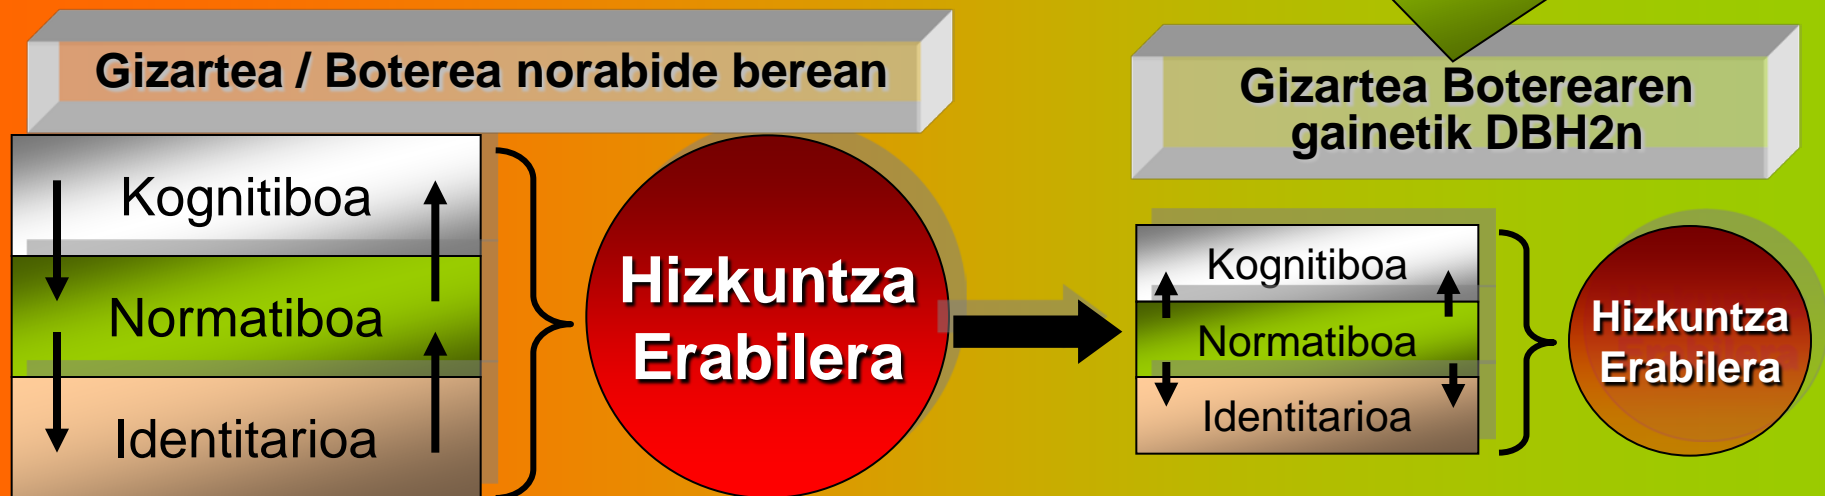 Gizartea / Boterea norabide berean
Kognitiboa
Normatiboa
Identitarioa
Hizkuntza
Erabilera
Gizartea Boterearen
gainetik DBH2n
Kognitiboa
Normatiboa
Identitarioa
Hizkuntza
Erabilera